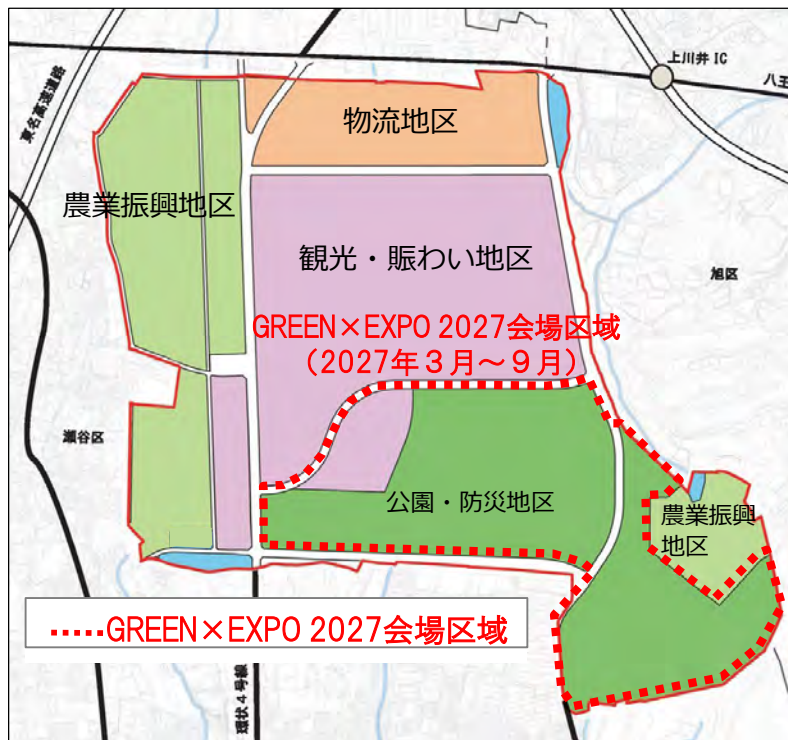 上川井 IC
八王
東名高速道路
物流地区
農業振興地区
観光・賑わい地区
旭区
GREEN×EXPO 2027会場区域
(2027年3月~9月)
瀬谷区
公園・防災地区
農業振興
地区
GREEN×EXPO 2027会場区域
環状4号線